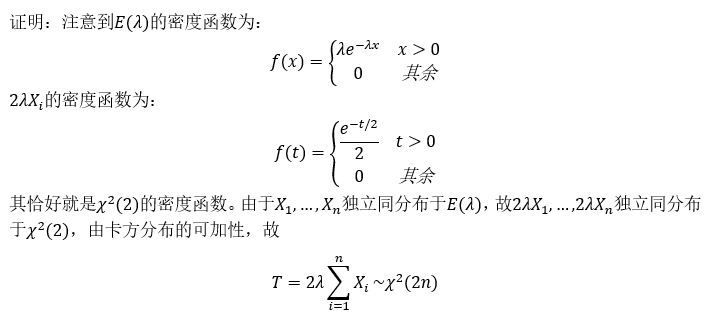 证明：注意到E(λ)的密度函数为：
f(x) = {λe^{-λx} x > 0
0 其余
2λX_i的密度函数为：
f(t) = {e^{-t/2}/2 t > 0
0 其余
其恰好就是χ²(2)的密度函数。由于X_1, …, X_n独立同分布于E(λ)，故2λX_1, …,2λX_n独立同分布
于χ²(2)，由卡方分布的可加性，故
T = 2λ∑_{i=1}^{n} X_i ~χ²(2n)